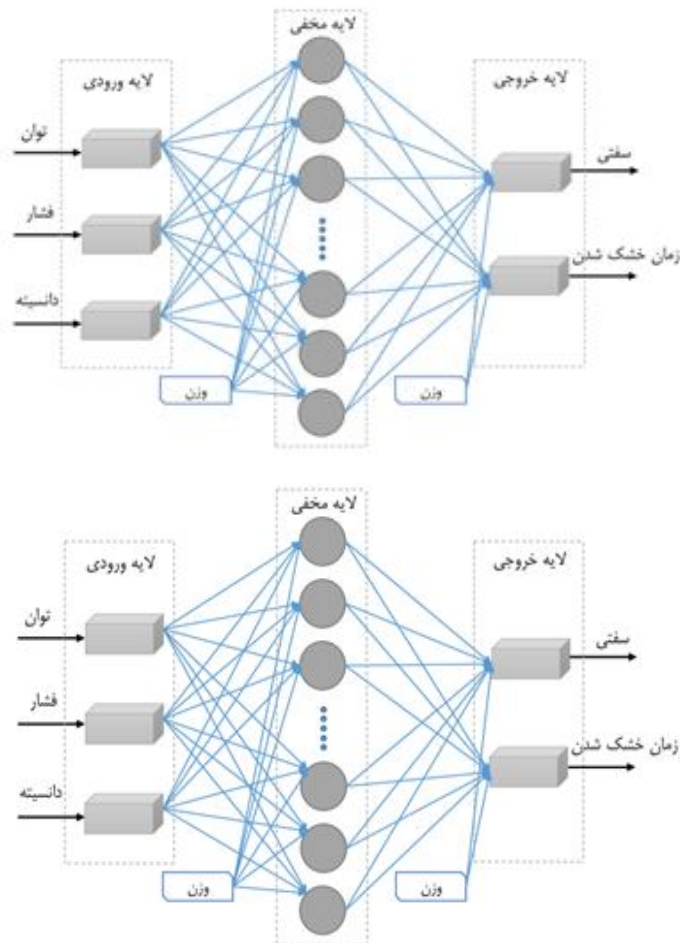 لایه مخفی
لایه ورودی
لایه خروجی
توان
سفتی
فشار
زمان خشک شدن
دانسیته
وزن
وزن
لایه مخفی
لایه ورودی
لایه خروجی
توان
سفتی
فشار
زمان خشک شدن
دانسیته
وزن
وزن